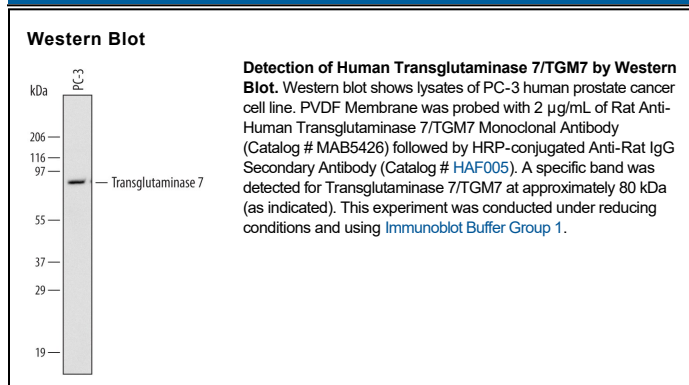 Western Blot
kDa
PC-3
206
116
97
Transglutaminase 7
55
37
29
19
Detection of Human Transglutaminase 7/TGM7 by Western
Blot. Western blot shows lysates of PC-3 human prostate cancer
cell line. PVDF Membrane was probed with 2 µg/mL of Rat Anti-
Human Transglutaminase 7/TGM7 Monoclonal Antibody
(Catalog # MAB5426) followed by HRP-conjugated Anti-Rat IgG
Secondary Antibody (Catalog # HAF005). A specific band was
detected for Transglutaminase 7/TGM7 at approximately 80 kDa
(as indicated). This experiment was conducted under reducing
conditions and using Immunoblot Buffer Group 1.